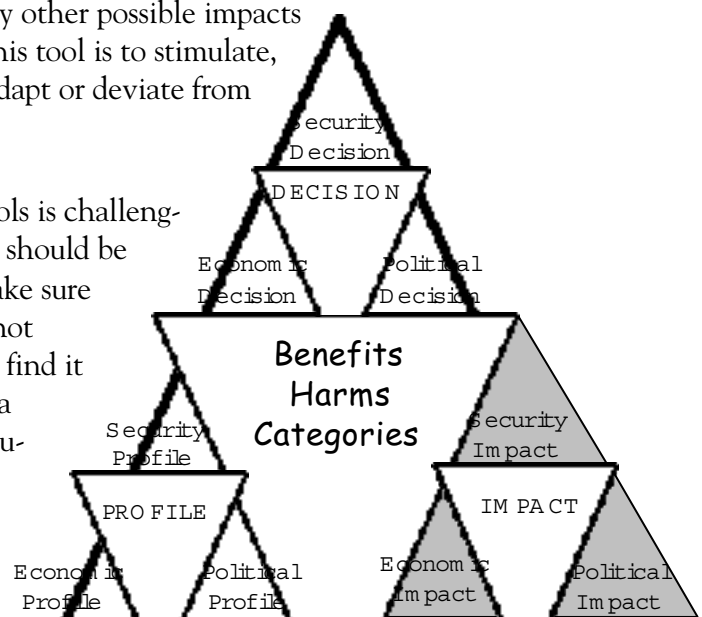 y other possible impacts
his tool is to stimulate,
dapt or deviate from
ols is challeng-
should be
ake sure
not
find it
a
u-
Security
Decision
DECISION
Economic
Decision
Political
Decision
Benefits
Harms
Categories
Security
Profile
PROFILE
Economic
Profile
Political
Profile
Security
Impact
IMPACT
Economic
Impact
Political
Impact